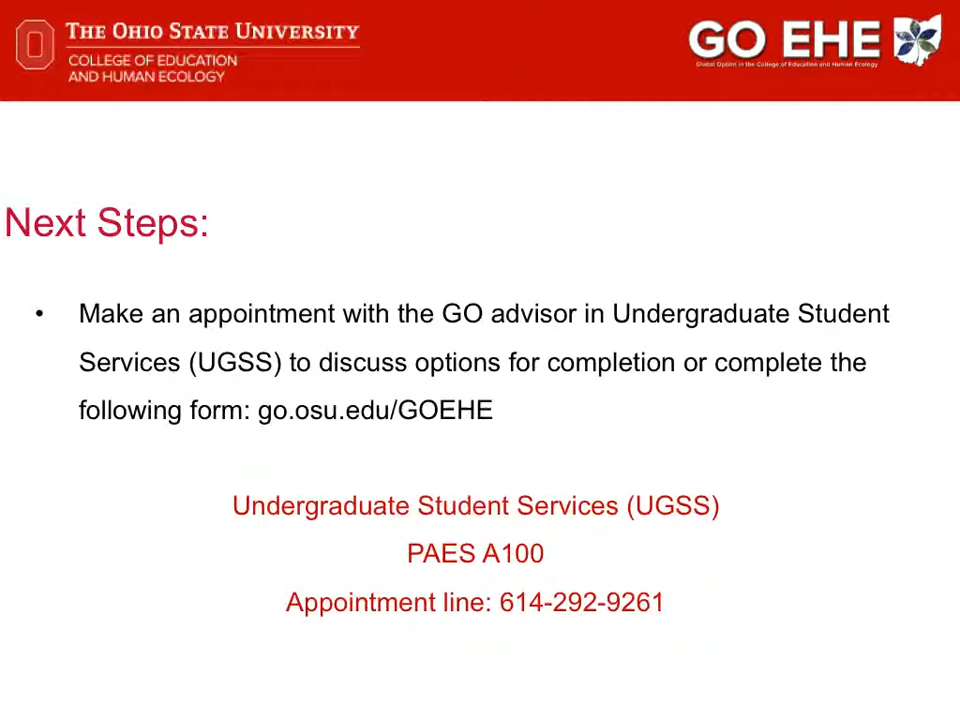 THE OHIO STATE UNIVERSITY
COLLEGE OF EDUCATION
AND HUMAN ECOLOGY
GO EHE
Global Option in the College of Education and Human Ecology
Next Steps:
• Make an appointment with the GO advisor in Undergraduate Student
Services (UGSS) to discuss options for completion or complete the
following form: go.osu.edu/GOEHE
Undergraduate Student Services (UGSS)
PAES A100
Appointment line: 614-292-9261